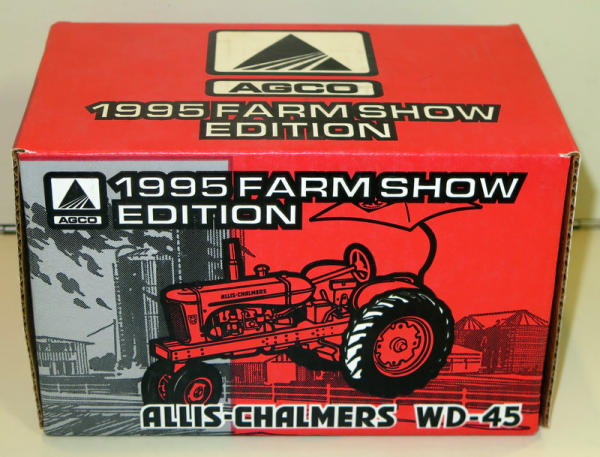 AGCO
1995 FARM SHOW
EDITION
1995 FARM SHOW
EDITION
AGCO
ALLIS-CHALMERS
ALLIS-CHALMERS WD-45